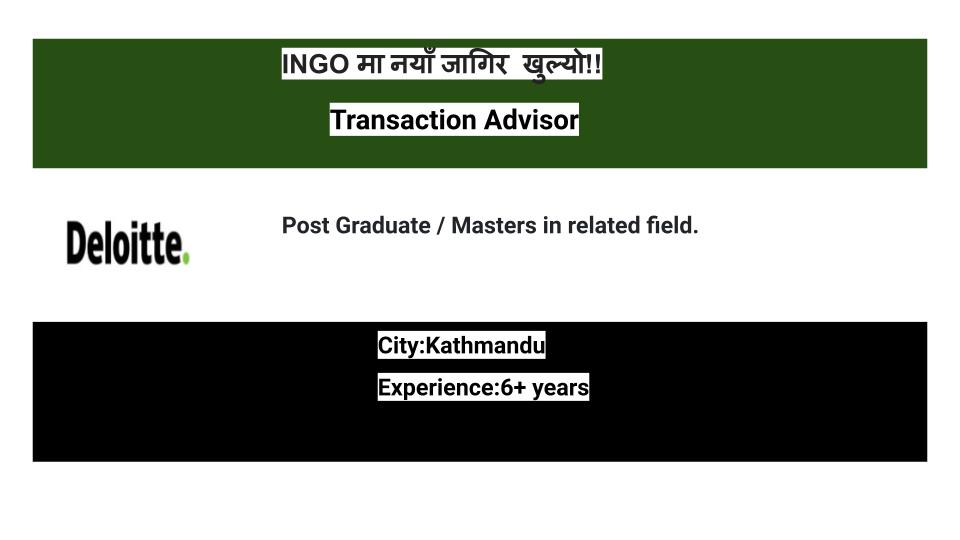 INGO मा नयाँ जागिर खुल्यो!!
Transaction Advisor
Deloitte.
Post Graduate / Masters in related field.
City:Kathmandu
Experience:6+ years